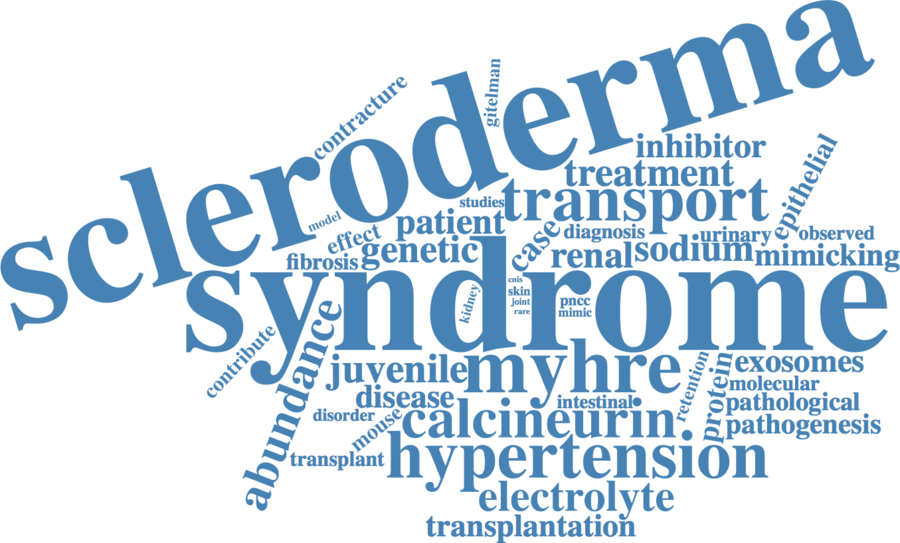 scleroderma
gitelman
contracture
inhibitor
treatment
epithelial
transport
studies
model
patient
effect
case
diagnosis
urinary
observed
genetic
fibrosis
renal
sodium
mimicking
syndrome
cnis
skin
kidney
joint
pncc
rare
mimic
contribute
abundance
juvenile
myhre
retention
protein
exosomes
molecular
disease
intestinal
pathological
disorder
mouse
calcineurin
pathogenesis
transplant
hypertension
electrolyte
transplantation